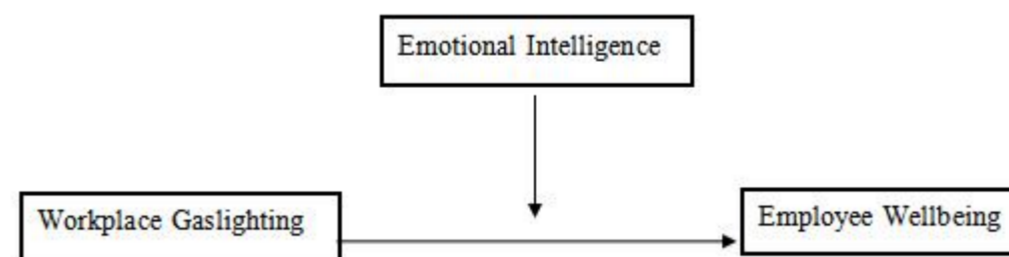 Emotional Intelligence
Workplace Gaslighting
Employee Wellbeing